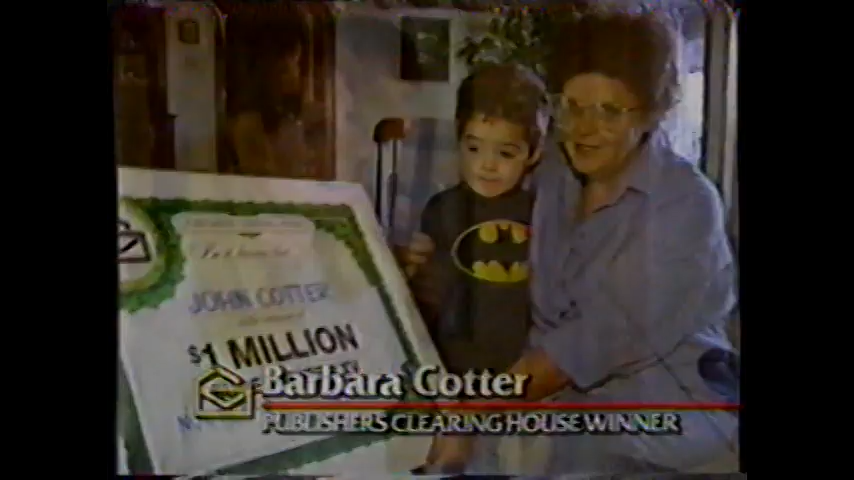 JOHN COTTER
$1 MILLION
Barbara Cotter
PUBLISHERS CLEARING HOUSE WINNER